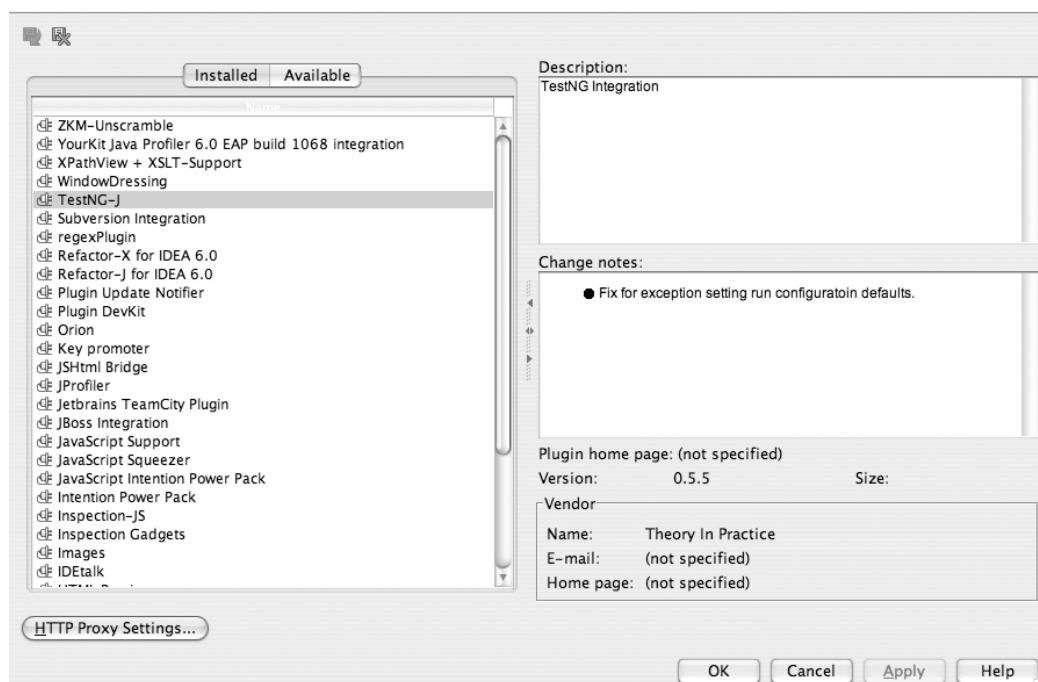 Installed Available
Name
ZKM-Unscramble
YourKit Java Profiler 6.0 EAP build 1068 integration
XPathView + XSLT-Support
WindowDressing
TestNG-J
Subversion Integration
regexPlugin
Refactor-X for IDEA 6.0
Refactor-J for IDEA 6.0
Plugin Update Notifier
Plugin DevKit
Orion
Key promoter
JSHtml Bridge
JProfiler
Jetbrains TeamCity Plugin
JBoss Integration
JavaScript Support
JavaScript Squeezer
JavaScript Intention Power Pack
Intention Power Pack
Inspection-JS
Inspection Gadgets
Images
IDEtalk
HTTP Proxy Settings...
Description:
TestNG Integration
Change notes:
Fix for exception setting run configuratoin defaults.
Plugin home page: (not specified)
Version: 0.5.5 Size:
Vendor
Name: Theory In Practice
E-mail: (not specified)
Home page: (not specified)
OK Cancel Apply Help